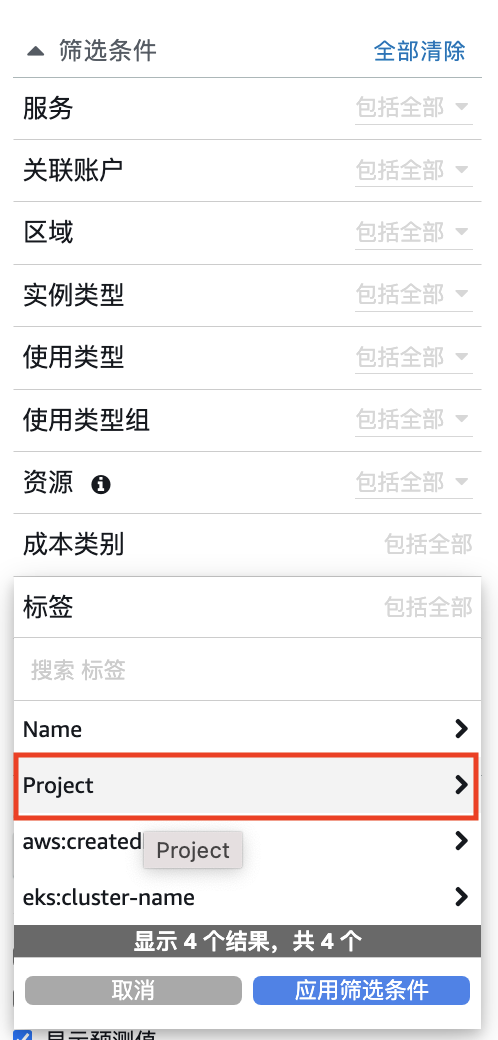 筛选条件 全部清除
服务 包括全部
关联账户 包括全部
区域 包括全部
实例类型 包括全部
使用类型 包括全部
使用类型组 包括全部
资源 包括全部
成本类别 包括全部
标签 包括全部
搜索 标签
Name
Project
aws:created
Project
eks:cluster-name
显示 4 个结果，共 4 个
取消 应用筛选条件
显示预测值